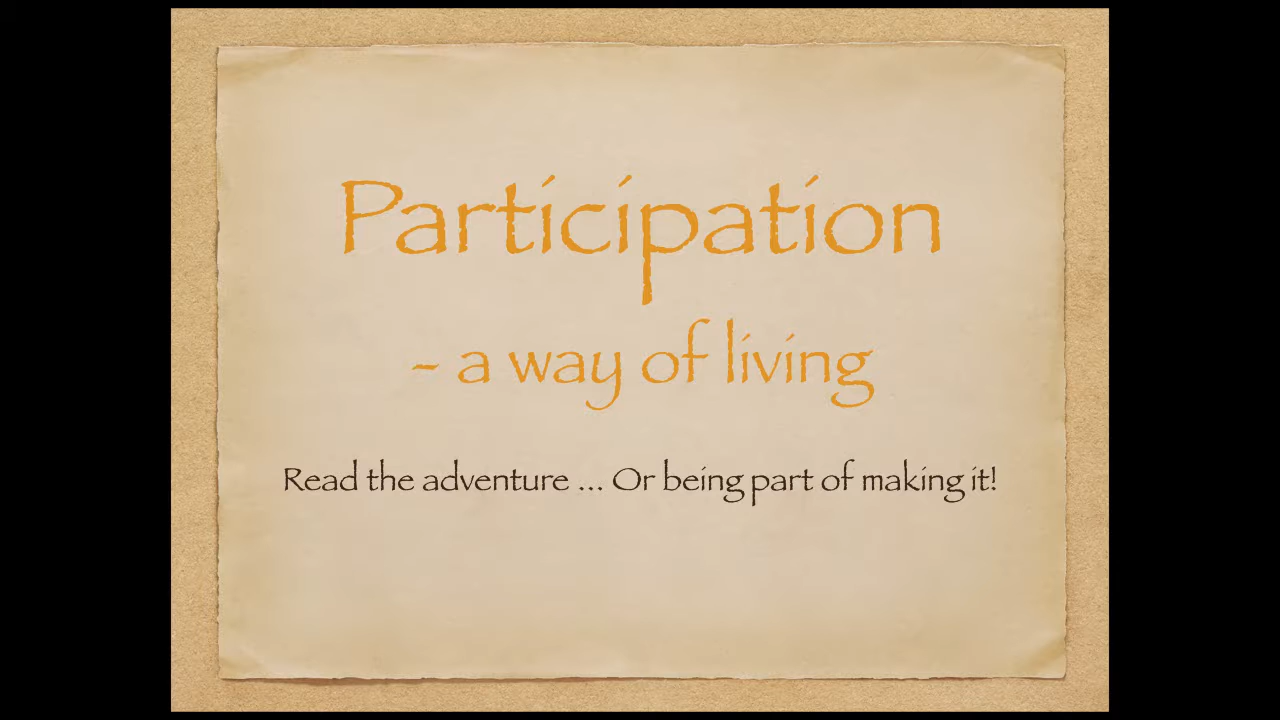 Participation
- a way of living
Read the adventure ... Or being part of making it!